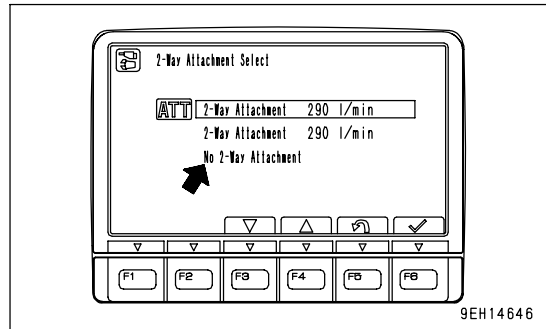 2-Way Attachment Select
ATT 2-Way Attachment 290 l/min
2-Way Attachment 290 l/min
No 2-Way Attachment
F1 F2 F3 F4 F5 F6
9EH14646